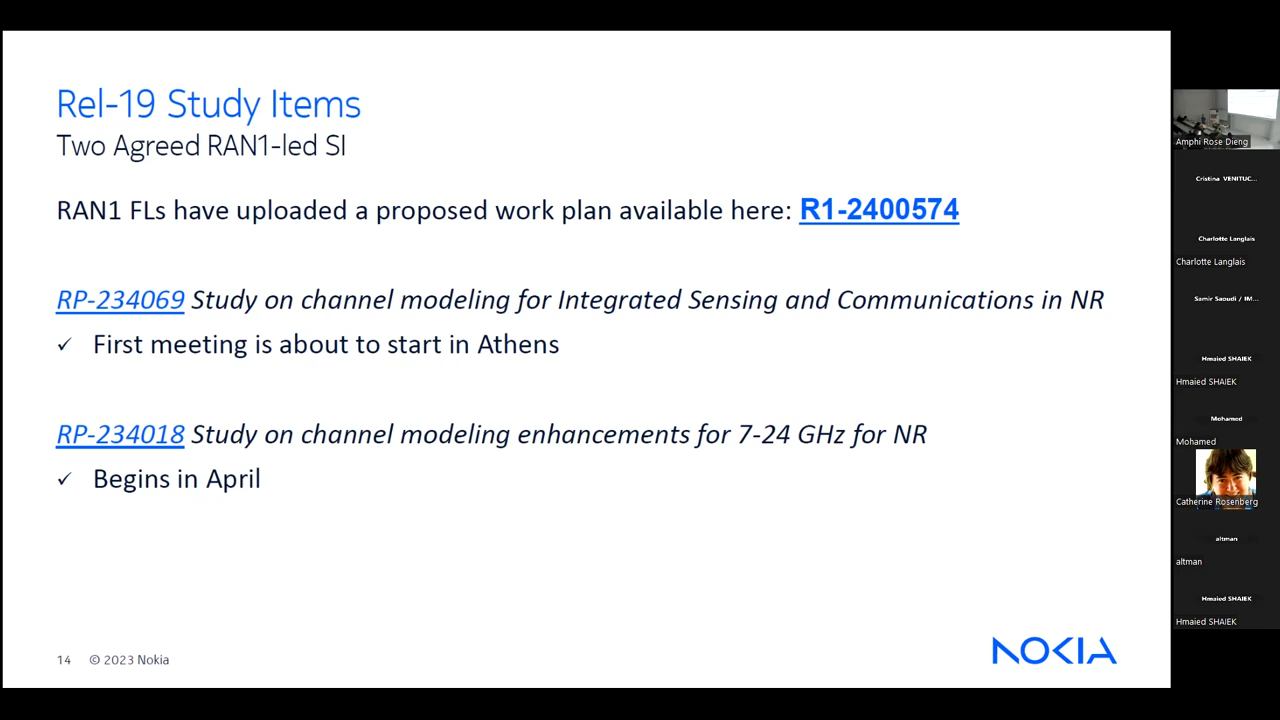 Rel-19 Study Items
Two Agreed RAN1-led SI
RAN1 FLs have uploaded a proposed work plan available here: R1-2400574
RP-234069 Study on channel modeling for Integrated Sensing and Communications in NR
✓ First meeting is about to start in Athens
RP-234018 Study on channel modeling enhancements for 7-24 GHz for NR
✓ Begins in April
14 © 2023 Nokia
NOKIA
Amphi Rose Dieng
Cristina VENITUC...
Charlotte Langlais
Charlotte Langlais
Samir Saoudi / IM...
Hmaied SHAIEK
Hmaied SHAIEK
Mohamed
Mohamed
Catherine Rosenberg
altman
altman
Hmaied SHAIEK
Hmaied SHAIEK